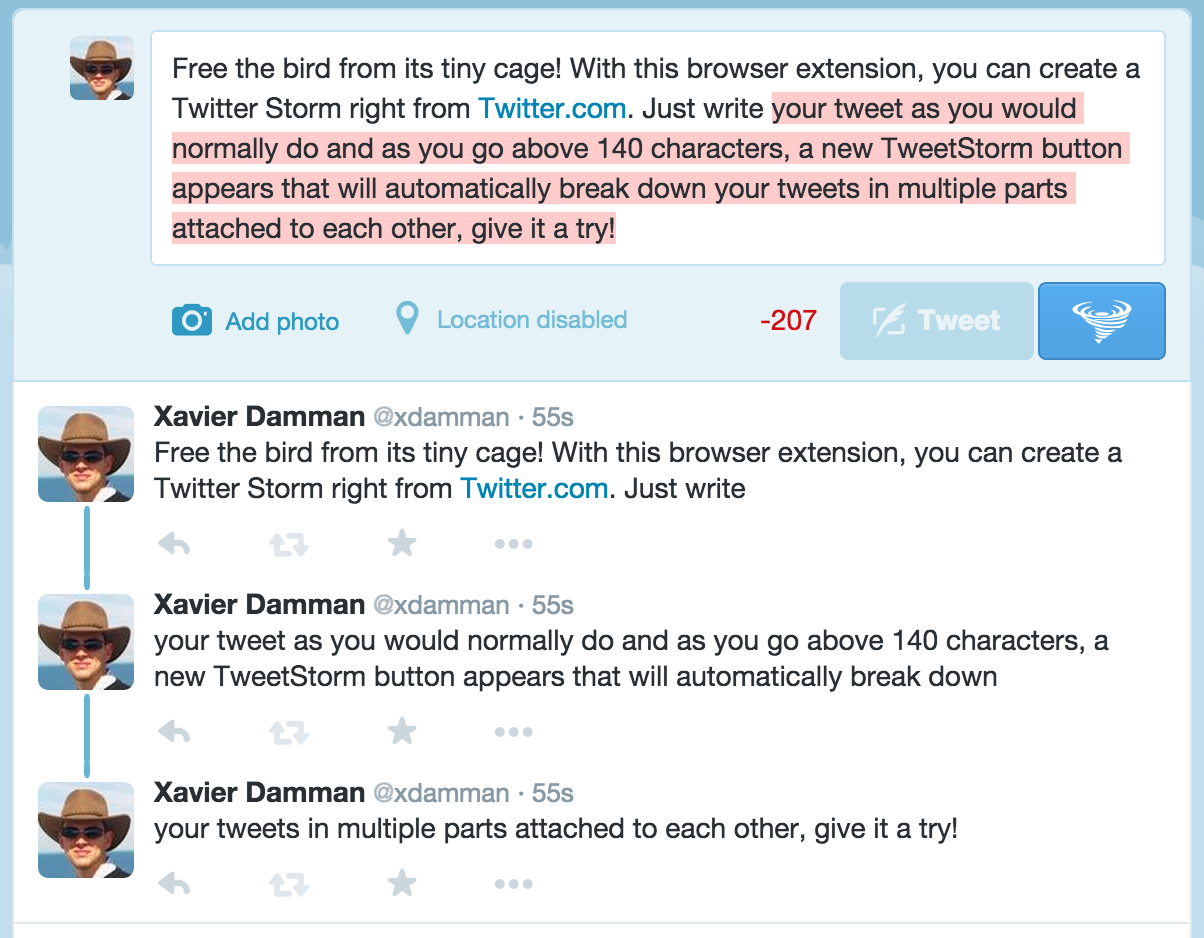 Free the bird from its tiny cage! With this browser extension, you can create a
Twitter Storm right from Twitter.com. Just write your tweet as you would
normally do and as you go above 140 characters, a new TweetStorm button
appears that will automatically break down your tweets in multiple parts
attached to each other, give it a try!
Add photo
Location disabled
-207
Tweet
Xavier Damman @xdamman · 55s
Free the bird from its tiny cage! With this browser extension, you can create a
Twitter Storm right from Twitter.com. Just write
Xavier Damman @xdamman · 55s
your tweet as you would normally do and as you go above 140 characters, a
new TweetStorm button appears that will automatically break down
Xavier Damman @xdamman · 55s
your tweets in multiple parts attached to each other, give it a try!